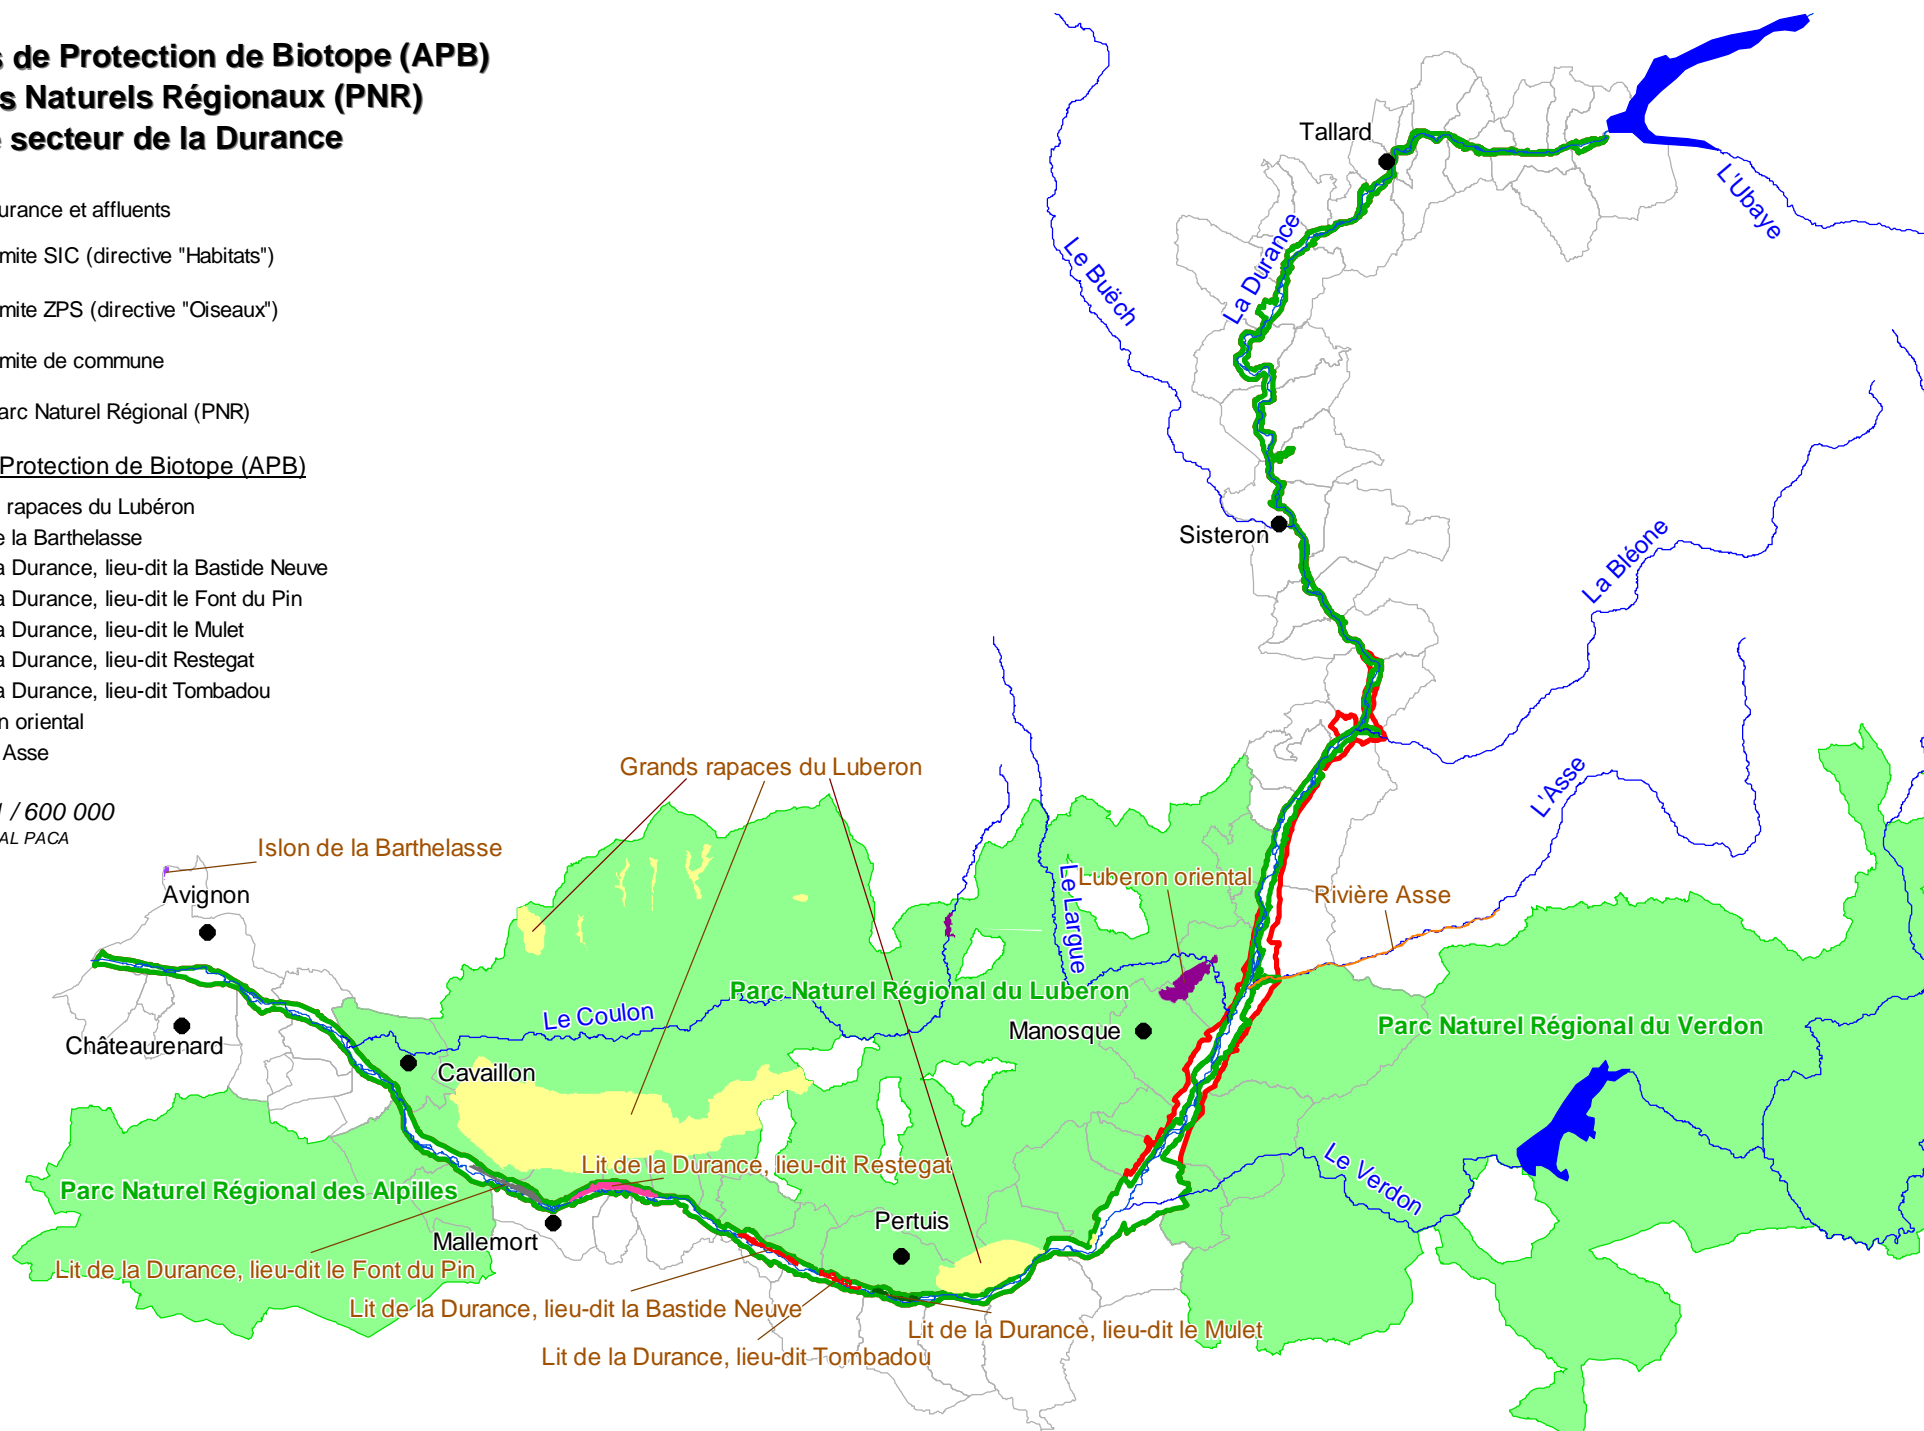 de Protection de Biotope (APB)
Naturels Régionaux (PNR)
secteur de la Durance
urance et affluents
mite SIC (directive "Habitats")
mite ZPS (directive "Oiseaux")
mite de commune
arc Naturel Régional (PNR)
Protection de Biotope (APB)
rapaces du Lubéron
e la Barthelasse
a Durance, lieu-dit la Bastide Neuve
a Durance, lieu-dit le Font du Pin
a Durance, lieu-dit le Mulet
a Durance, lieu-dit Restegat
a Durance, lieu-dit Tombadou
n oriental
Asse
/ 600 000
AL PACA
Tallard
L'Ubaye
La Durance
Le Buëch
Sisteron
La Bléone
L'Asse
Grands rapaces du Luberon
Islon de la Barthelasse
Avignon
Le Largue
Luberon oriental
Rivière Asse
Parc Naturel Régional du Luberon
Le Coulon
Manosque
Parc Naturel Régional du Verdon
Châteaurenard
Cavaillon
Lit de la Durance, lieu-dit Restegat
Le Verdon
Parc Naturel Régional des Alpilles
Pertuis
Mallemort
Lit de la Durance, lieu-dit le Font du Pin
Lit de la Durance, lieu-dit la Bastide Neuve
Lit de la Durance, lieu-dit le Mulet
Lit de la Durance, lieu-dit Tombadou